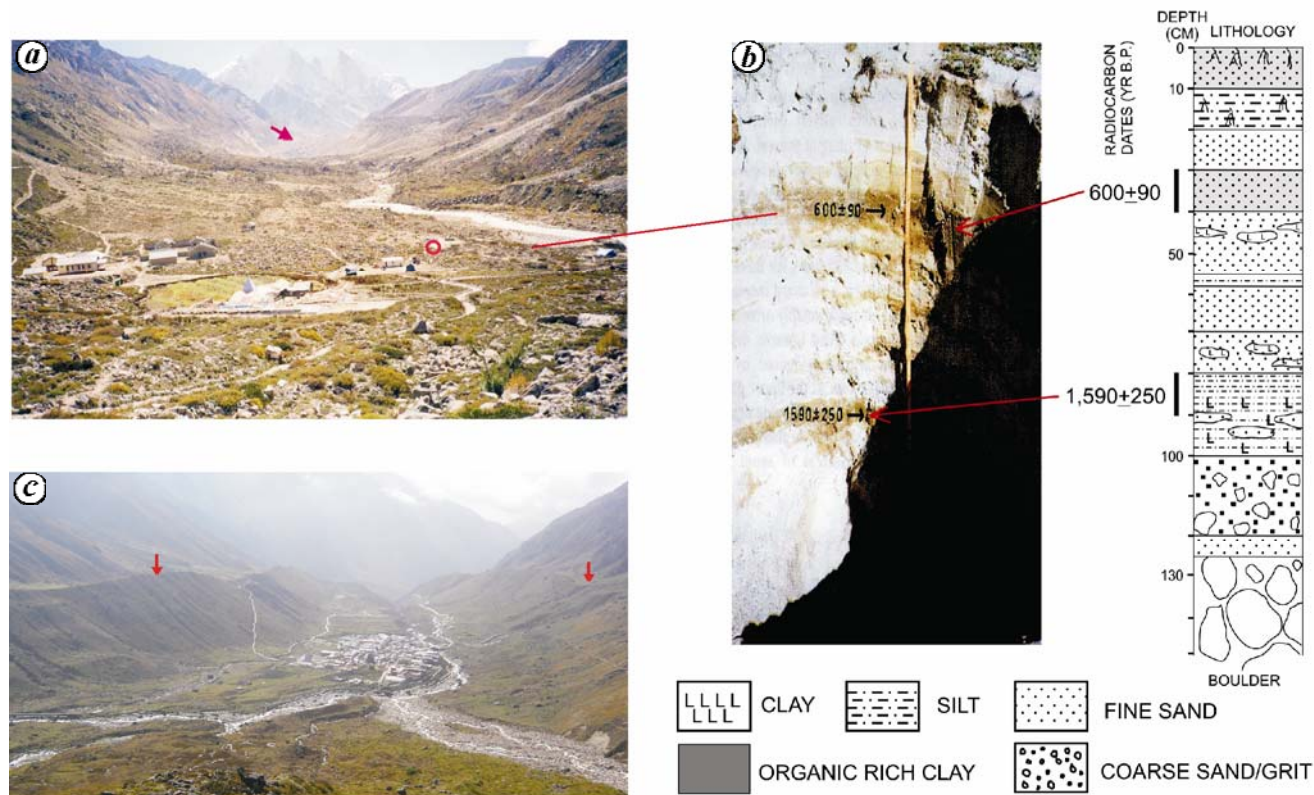 a
b
c
600±90 →
1590±250 →
RADIOCARBON
DATES (YR B.P.)
600±90
1,590±250
DEPTH
(CM)
LITHOLOGY
0
10
50
100
130
BOULDER
L L L L
L L L
CLAY
SILT
FINE SAND
ORGANIC RICH CLAY
COARSE SAND/GRIT